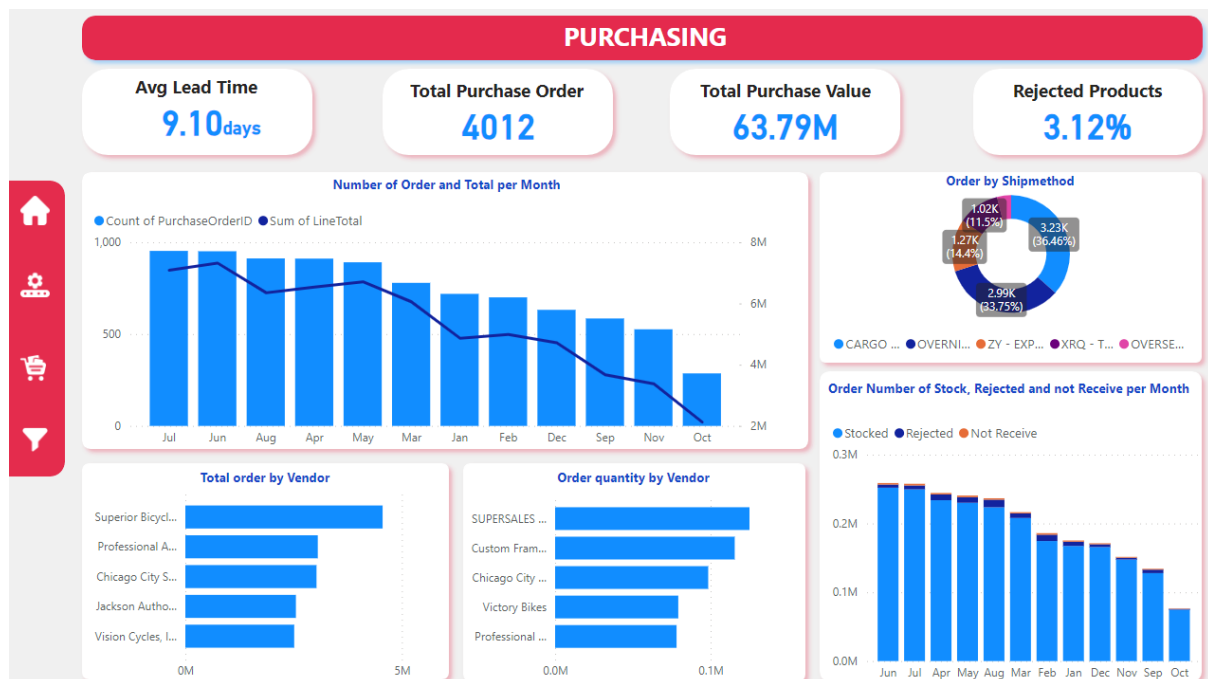 PURCHASING
Avg Lead Time
9.10days
Total Purchase Order
4012
Total Purchase Value
63.79M
Rejected Products
3.12%
Number of Order and Total per Month
Count of PurchaseOrderID Sum of LineTotal
1,000
500
0
8M
6M
4M
2M
Jul Jun Aug Apr May Mar Jan Feb Dec Sep Nov Oct
Order by Shipmethod
1.02K
(11.5%)
3.23K
(36.46%)
1.27K
(14.4%)
2.99K
(33.75%)
CARGO ... OVERNI... ZY - EXP... XRQ - T... OVERSE...
Total order by Vendor
Superior Bicycl...
Professional A...
Chicago City S...
Jackson Autho...
Vision Cycles, I...
0M 5M
Order quantity by Vendor
SUPERSALES ...
Custom Fram...
Chicago City ...
Victory Bikes
Professional ...
0.0M 0.1M
Order Number of Stock, Rejected and not Receive per Month
Stocked Rejected Not Receive
0.3M
0.2M
0.1M
0.0M
Jun Jul Apr May Aug Mar Feb Jan Dec Nov Sep Oct